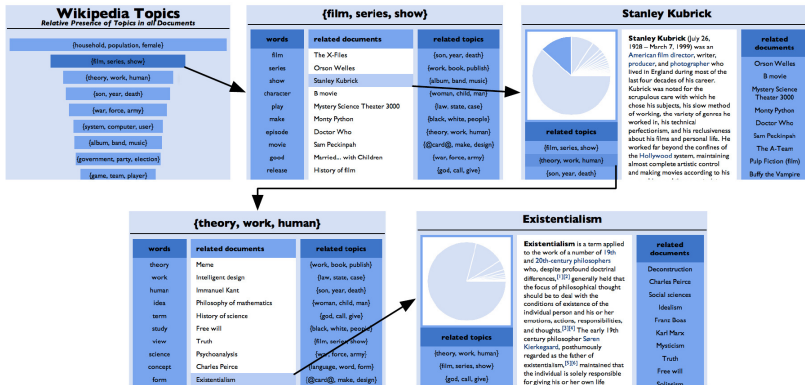 Wikipedia Topics
Relative Presence of Topics in all Documents
{household, population, female}
{film, series, show}
{theory, work, human}
{son, year, death}
{war, force, army}
{system, computer, user}
{album, band, music}
{government, party, election}
{game, team, player}
{film, series, show}
words
film
series
show
character
play
make
episode
movie
good
release
related documents
The X-Files
Orson Welles
Stanley Kubrick
B movie
Mystery Science Theater 3000
Monty Python
Doctor Who
Sam Peckinpah
Married... with Children
History of film
related topics
{son, year, death}
{work, book, publish}
{album, band, music}
{woman, child, man}
{law, state, case}
{black, white, people}
{theory, work, human}
{@card@, make, design}
{war, force, army}
{god, call, give}
Stanley Kubrick
related topics
{film, series, show}
{theory, work, human}
{son, year, death}
Stanley Kubrick (July 26,
1928 – March 7, 1999) was an
American film director, writer,
producer, and photographer who
lived in England during most of the
last four decades of his career.
Kubrick was noted for the
scrupulous care with which he
chose his subjects, his slow method
of working, the variety of genres he
worked in, his technical
perfectionism, and his reclusiveness
about his films and personal life. He
worked far beyond the confines of
the Hollywood system, maintaining
almost complete artistic control
and making movies according to his
related
documents
Orson Welles
B movie
Mystery Science
Theater 3000
Monty Python
Doctor Who
Sam Peckinpah
The A-Team
Pulp Fiction (film)
Buffy the Vampire
{theory, work, human}
words
theory
work
human
idea
term
study
view
science
concept
form
related documents
Meme
Intelligent design
Immanuel Kant
Philosophy of mathematics
History of science
Free will
Truth
Psychoanalysis
Charles Peirce
Existentialism
related topics
{work, book, publish}
{law, state, case}
{son, year, death}
{woman, child, man}
{god, call, give}
{black, white, people}
{film, series, show}
{war, force, army}
{language, word, form}
{@card@, make, design}
Existentialism
related topics
{theory, work, human}
{film, series, show}
{god, call, give}
Existentialism is a term applied
to the work of a number of 19th
and 20th-century philosophers
who, despite profound doctrinal
differences,[1][2] generally held that
the focus of philosophical thought
should be to deal with the
conditions of existence of the
individual person and his or her
emotions, actions, responsibilities,
and thoughts.[3][4] The early 19th
century philosopher Søren
Kierkegaard, posthumously
regarded as the father of
existentialism,[5][6] maintained that
the individual is solely responsible
for giving his or her own life
related
documents
Deconstruction
Charles Peirce
Social sciences
Idealism
Franz Boas
Karl Marx
Mysticism
Truth
Free will
Solipsism